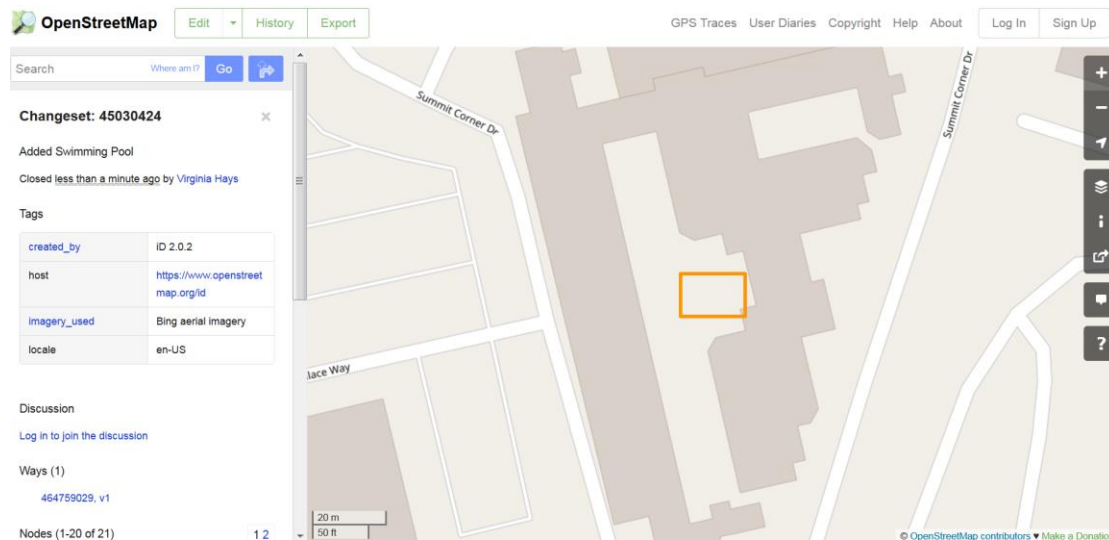 OpenStreetMap
Edit
History
Export
GPS Traces
User Diaries
Copyright
Help
About
Log In
Sign Up
Search
Where am I?
Go
Changeset: 45030424
×
Added Swimming Pool
Closed less than a minute ago by Virginia Hays
Tags
created_by iD 2.0.2
host https://www.openstreet
map.org/id
imagery_used Bing aerial imagery
locale en-US
Discussion
Log in to join the discussion
Ways (1)
464759029, v1
Nodes (1-20 of 21) 1 2
Summit Corner Dr
Summit Corner Dr
lace Way
20 m
50 ft
+
−
i
?
© OpenStreetMap contributors ♥ Make a Donatio